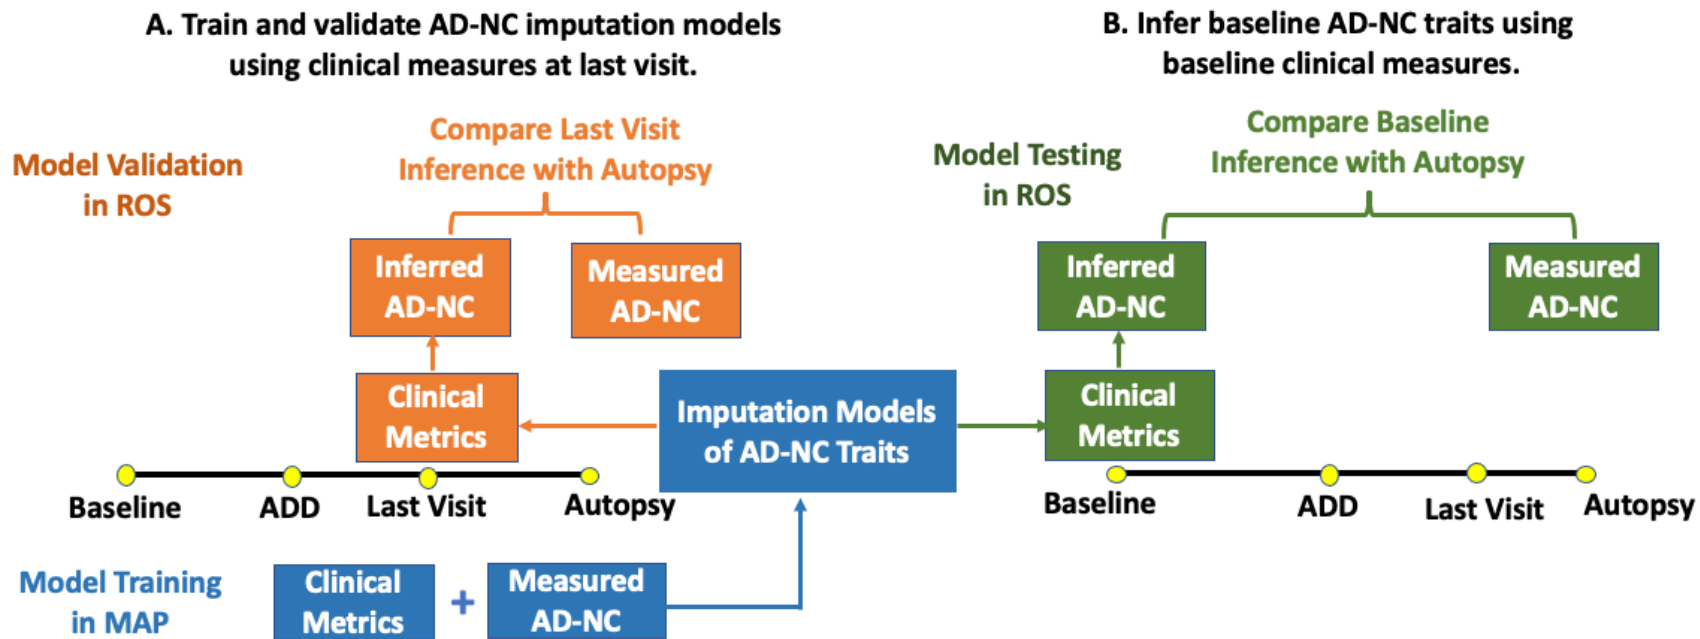 A. Train and validate AD-NC imputation models
using clinical measures at last visit.
Model Validation
in ROS
Compare Last Visit
Inference with Autopsy
Inferred
AD-NC
Measured
AD-NC
Clinical
Metrics
Baseline
ADD
Last Visit
Autopsy
Model Training
in MAP
Clinical
Metrics
+
Measured
AD-NC
Imputation Models
of AD-NC Traits
B. Infer baseline AD-NC traits using
baseline clinical measures.
Model Testing
in ROS
Compare Baseline
Inference with Autopsy
Inferred
AD-NC
Measured
AD-NC
Clinical
Metrics
Baseline
ADD
Last Visit
Autopsy